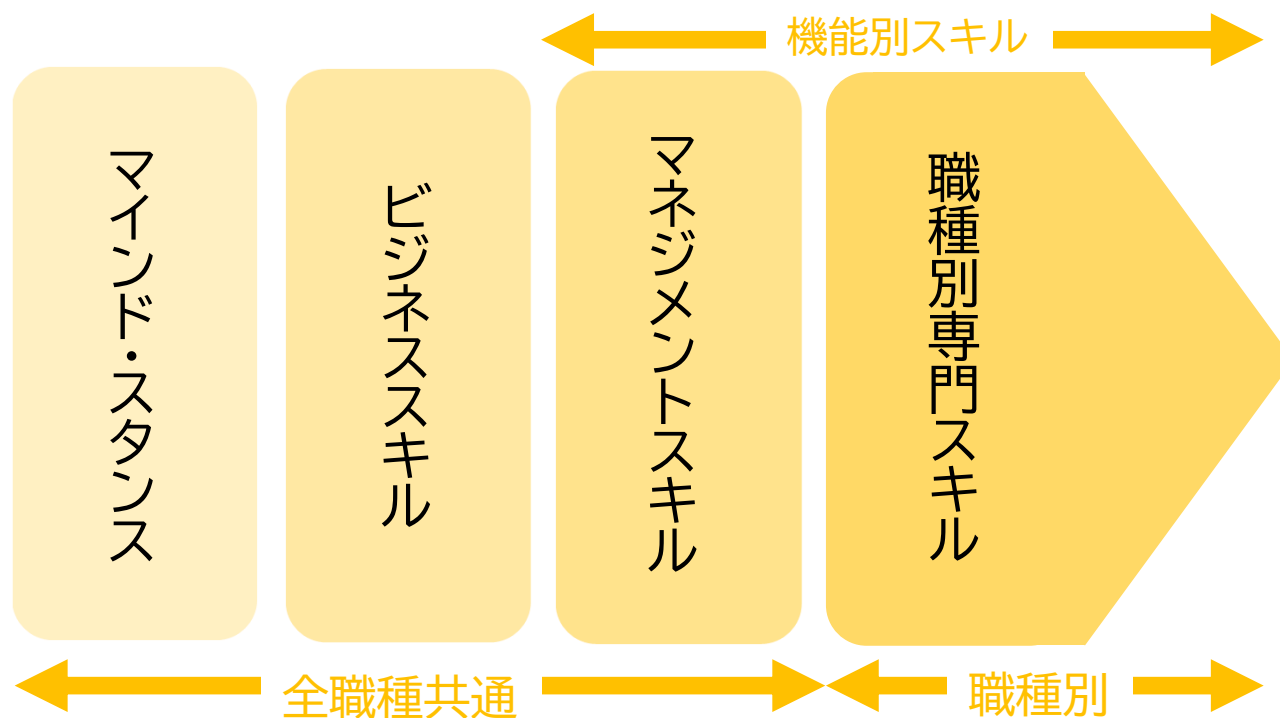 機能別スキル
マインド・スタンス
ビジネススキル
マネジメントスキル
職種別専門スキル
全職種共通
職種別